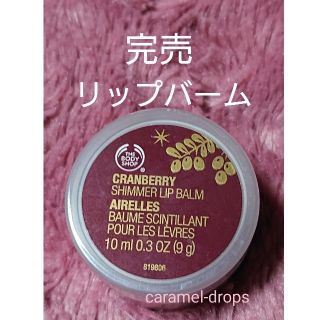 完売
リップバーム
THE
BODY
SHOP
CRANBERRY
SHIMMER LIP BALM
AIRELLES
BAUME SCINTILLANT
POUR LES LÈVRES
10 ml 0.3 OZ (9 g)
819806
caramel-drops